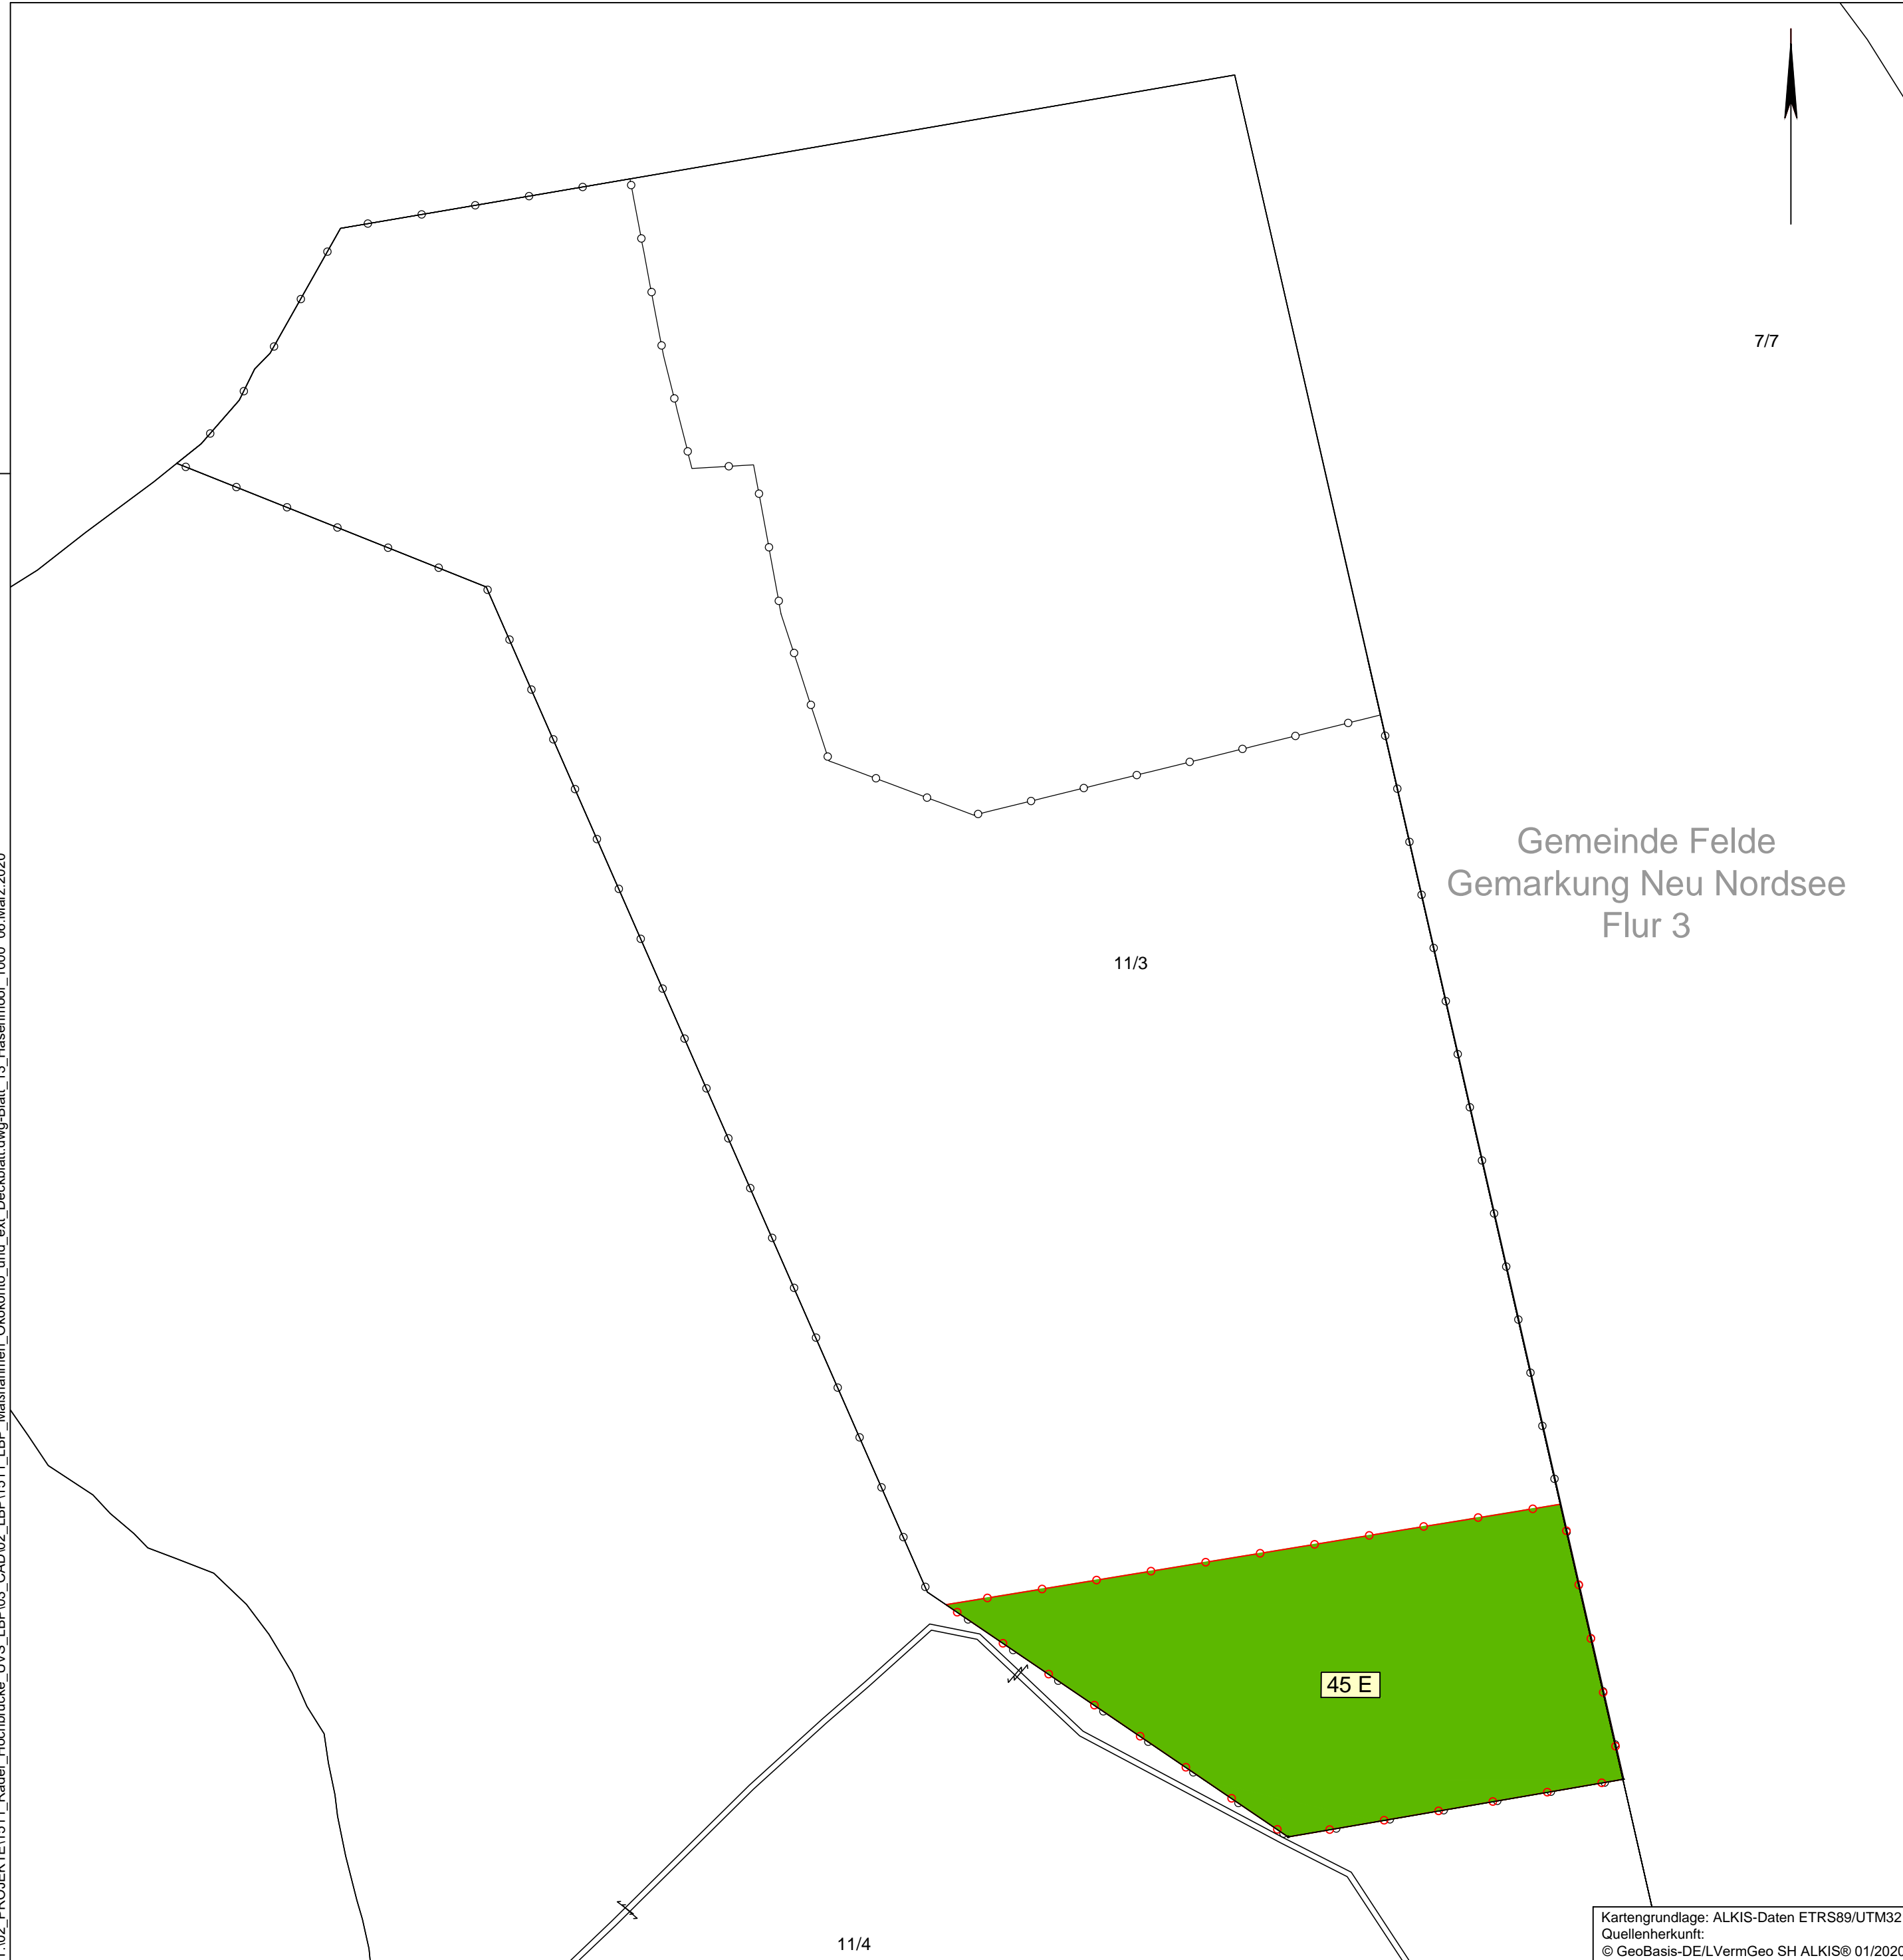 7/7
Gemeinde Felde
Gemarkung Neu Nordsee
Flur 3
11/3
45 E
11/4
Kartengrundlage: ALKIS-Daten ETRS89/UTM32
Quellenherkunft:
© GeoBasis-DE/LVermGeo SH ALKIS® 01/2020